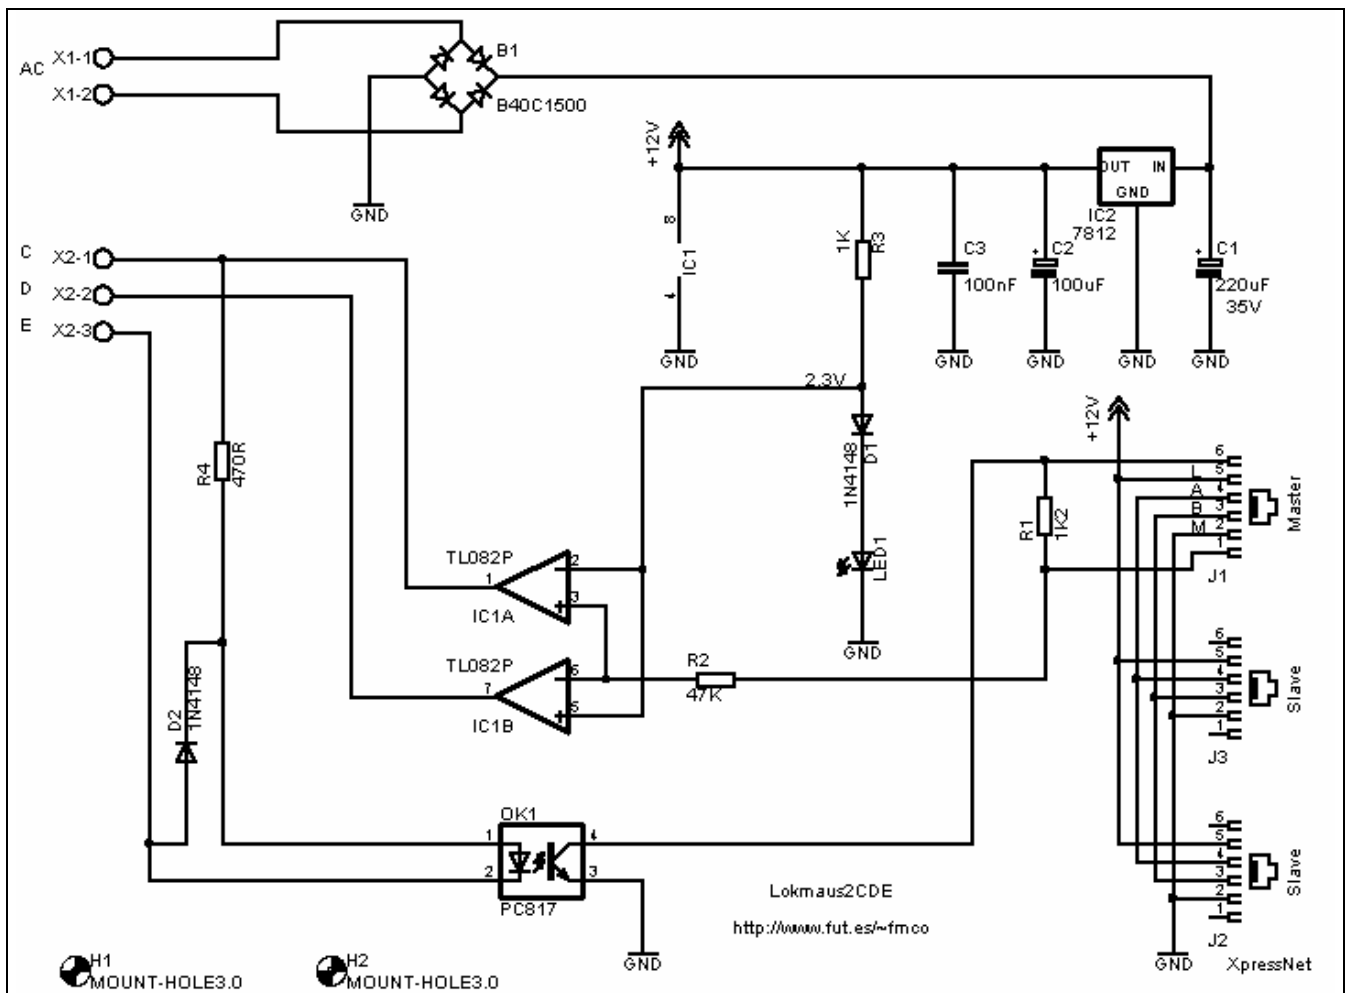 AC
X1-1
X1-2
B1
B40C1500
GND
+12V
OUT IN
GND
IC2
7812
8
IC1
4
GND
1K
R3
C3
100nF
GND
+
C2
100uF
GND
GND
+
C1
220uF
35V
GND
C X2-1
D X2-2
E X2-3
2.3V
D1
1N4148
LED1
GND
+12V
R4
470R
TL082P
1
2
3
IC1A
TL082P
7
6
5
IC1B
R2
47K
R1
1K2
6
L 5
A 4
B 3
M 2
1
Master
J1
6
5
4
3
2
1
Slave
J3
6
5
4
3
2
1
Slave
J2
D2
1N4148
OK1
1
2
4
3
PC817
GND
Lokmaus2CDE
http://www.fut.es/~fmco
GND
XpressNet
H1
MOUNT-HOLE3.0
H2
MOUNT-HOLE3.0